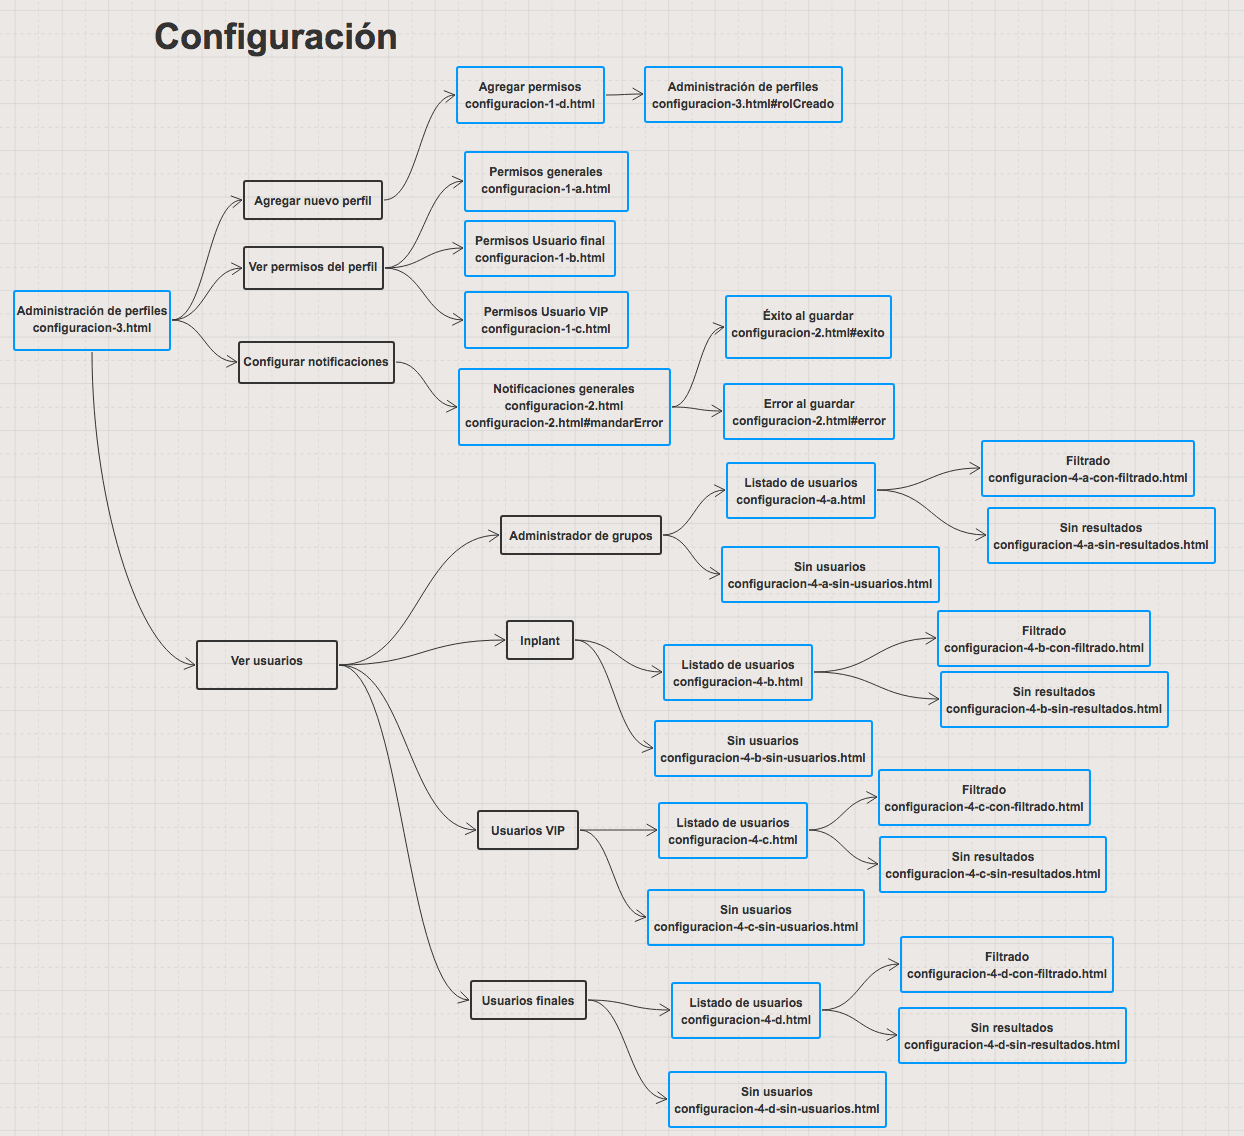 Configuración
Agregar permisos
configuracion-1-d.html
Administración de perfiles
configuracion-3.html#rolCreado
Agregar nuevo perfil
Permisos generales
configuracion-1-a.html
Ver permisos del perfil
Permisos Usuario final
configuracion-1-b.html
Administración de perfiles
configuracion-3.html
Permisos Usuario VIP
configuracion-1-c.html
Configurar notificaciones
Éxito al guardar
configuracion-2.html#exito
Notificaciones generales
configuracion-2.html
configuracion-2.html#mandarError
Error al guardar
configuracion-2.html#error
Ver usuarios
Administrador de grupos
Listado de usuarios
configuracion-4-a.html
Filtrado
configuracion-4-a-con-filtrado.html
Sin resultados
configuracion-4-a-sin-resultados.html
Sin usuarios
configuracion-4-a-sin-usuarios.html
Inplant
Listado de usuarios
configuracion-4-b.html
Filtrado
configuracion-4-b-con-filtrado.html
Sin resultados
configuracion-4-b-sin-resultados.html
Sin usuarios
configuracion-4-b-sin-usuarios.html
Usuarios VIP
Listado de usuarios
configuracion-4-c.html
Filtrado
configuracion-4-c-con-filtrado.html
Sin resultados
configuracion-4-c-sin-resultados.html
Sin usuarios
configuracion-4-c-sin-usuarios.html
Usuarios finales
Listado de usuarios
configuracion-4-d.html
Filtrado
configuracion-4-d-con-filtrado.html
Sin resultados
configuracion-4-d-sin-resultados.html
Sin usuarios
configuracion-4-d-sin-usuarios.html